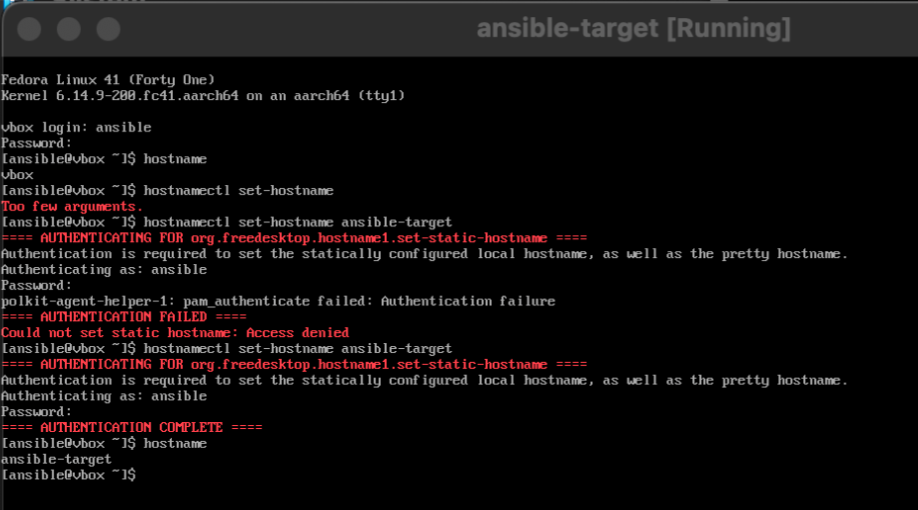 ansible-target [Running]
Fedora Linux 41 (Forty One)
Kernel 6.14.9-200.fc41.aarch64 on an aarch64 (tty1)
vbox login: ansible
Password:
[ansible@vbox ~]$ hostname
vbox
[ansible@vbox ~]$ hostnamectl set-hostname
Too few arguments.
[ansible@vbox ~]$ hostnamectl set-hostname ansible-target
==== AUTHENTICATING FOR org.freedesktop.hostname1.set-static-hostname ====
Authentication is required to set the statically configured local hostname, as well as the pretty hostname.
Authenticating as: ansible
Password:
polkit-agent-helper-1: pam_authenticate failed: Authentication failure
==== AUTHENTICATION FAILED ====
Could not set static hostname: Access denied
[ansible@vbox ~]$ hostnamectl set-hostname ansible-target
==== AUTHENTICATING FOR org.freedesktop.hostname1.set-static-hostname ====
Authentication is required to set the statically configured local hostname, as well as the pretty hostname.
Authenticating as: ansible
Password:
==== AUTHENTICATION COMPLETE ====
[ansible@vbox ~]$ hostname
ansible-target
[ansible@vbox ~]$